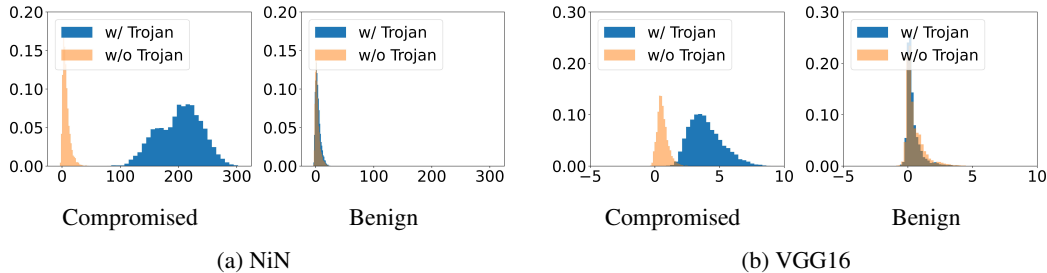 0.20
0.15
0.10
0.05
0.00
0 100 200 300
w/ Trojan
w/o Trojan
Compromised
0.20
0.15
0.10
0.05
0.00
0 100 200 300
w/ Trojan
w/o Trojan
Benign
(a) NiN
0.30
0.20
0.10
0.00
−5 0 5 10
w/ Trojan
w/o Trojan
Compromised
0.30
0.20
0.10
0.00
−5 0 5 10
w/ Trojan
w/o Trojan
Benign
(b) VGG16